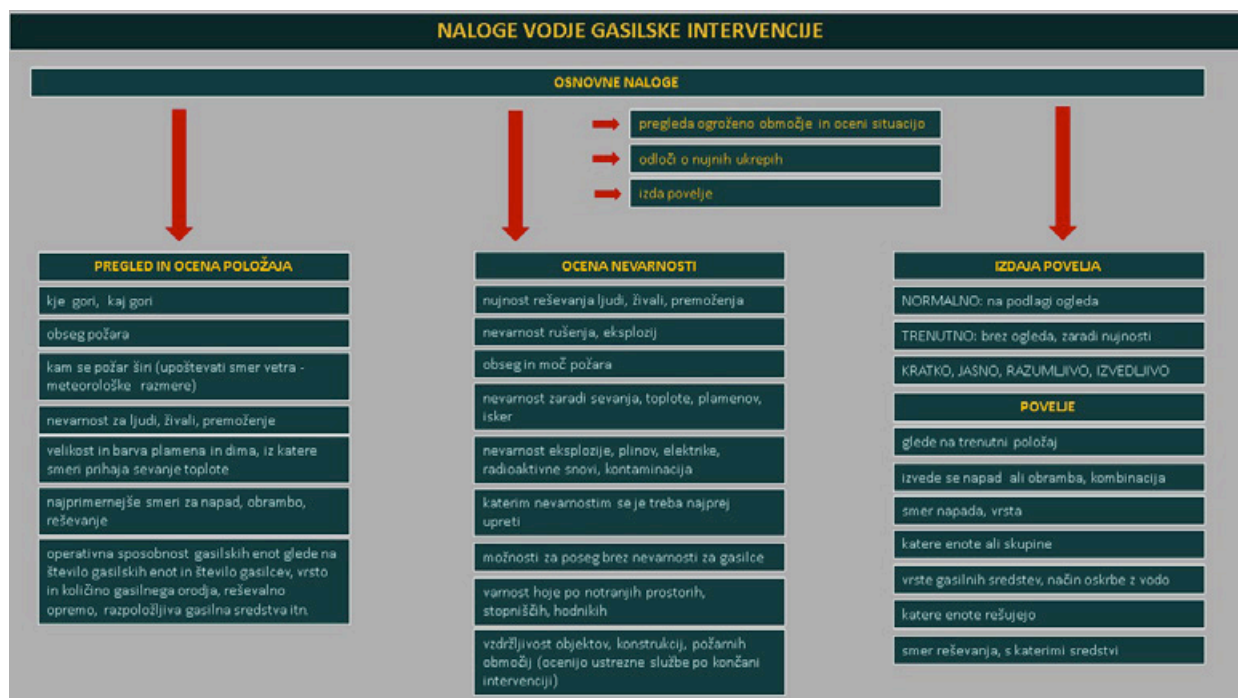 NALOGE VODJE GASILSKE INTERVENCIJE
OSNOVNE NALOGE
pregleda ogroženo območje in oceni situacijo
odloči o nujnih ukrepih
izda povelje
PREGLED IN OCENA POLOŽAJA
kje gori, kaj gori
obseg požara
kam se požar širi (upoštevati smer vetra -
meteorološke razmere)
nevarnost za ljudi, živali, premoženje
velikost in barva plamena in dima, iz katere
smeri prihaja sevanje toplote
najprimernejše smeri za napad, obrambo,
reševanje
operativna sposobnost gasilskih enot glede na
število gasilskih enot in število gasilcev, vrsto
in količino gasilnega orodja, reševalno
opremo, razpoložljiva gasilna sredstva itn.
OCENA NEVARNOSTI
nujnost reševanja ljudi, živali, premoženja
nevarnost rušenja, eksplozij
obseg in moč požara
nevarnost zaradi sevanja, toplote, plamenov,
isker
nevarnost eksplozije, plinov, elektrike,
radioaktivne snovi, kontaminacija
katerim nevarnostim se je treba najprej
upreti
možnosti za poseg brez nevarnosti za gasilce
varnost hoje po notranjih prostorih,
stopniščih, hodnikih
vzdržljivost objektov, konstrukcij, požarnih
območij (ocenijo ustrezne službe po končani
intervenciji)
IZDAJA POVELJA
NORMALNO: na podlagi ogleda
TRENUTNO: brez ogleda, zaradi nujnosti
KRATKO, JASNO, RAZUMLJIVO, IZVEDLJIVO
POVELJE
glede na trenutni položaj
izvede se napad ali obramba, kombinacija
smer napada, vrsta
katere enote ali skupine
vrste gasilnih sredstev, način oskrbe z vodo
katere enote rešujejo
smer reševanja, s katerimi sredstvi